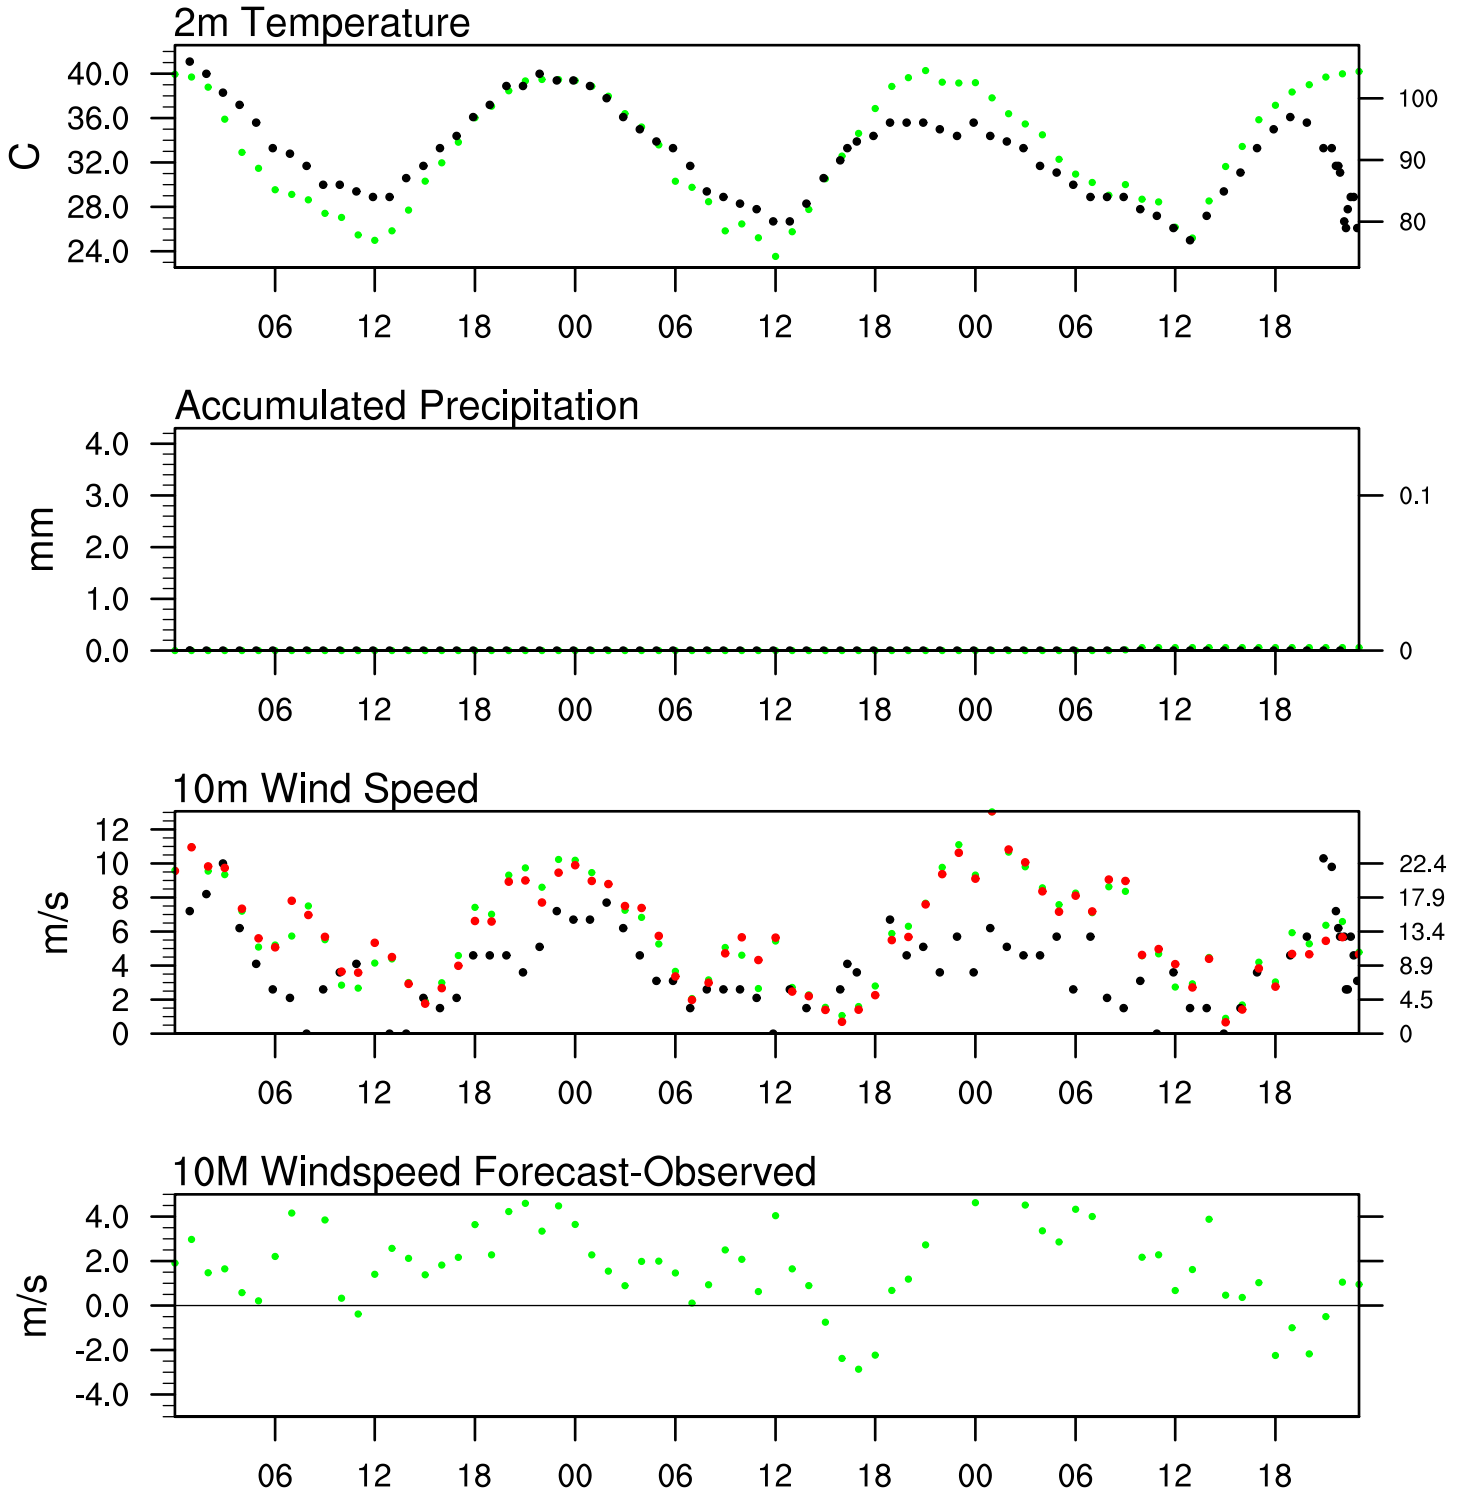 2m Temperature
40.0
36.0
32.0
28.0
24.0
C
100
90
80
06 12 18 00 06 12 18 00 06 12 18
Accumulated Precipitation
4.0
3.0
2.0
1.0
0.0
mm
0.1
0
06 12 18 00 06 12 18 00 06 12 18
10m Wind Speed
12
10
8
6
4
2
0
m/s
22.4
17.9
13.4
8.9
4.5
0
06 12 18 00 06 12 18 00 06 12 18
10M Windspeed Forecast-Observed
4.0
2.0
0.0
-2.0
-4.0
m/s
06 12 18 00 06 12 18 00 06 12 18